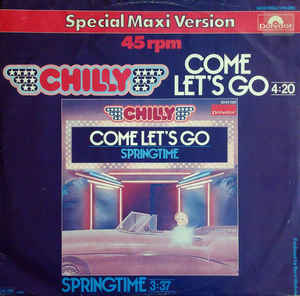 Special Maxi Version
Polydor
45 rpm
CHILLY
COME
LET'S GO 4:20
CHILLY
COME LET'S GO
SPRINGTIME
SPRINGTIME 3:37